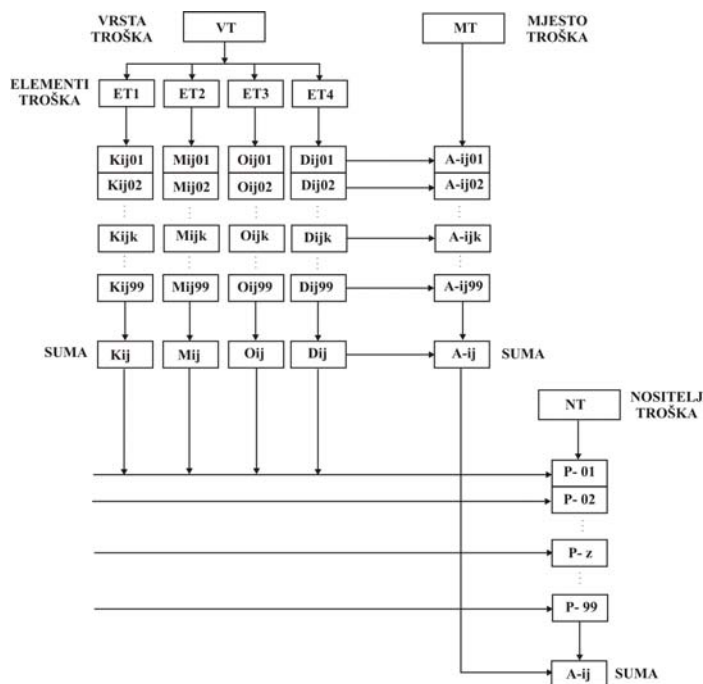 VRSTA
TROŠKA
VT
MT
MJESTO
TROŠKA
ELEMENTI
TROŠKA
ET1 ET2 ET3 ET4
Kij01 Mij01 Oij01 Dij01 A-ij01
Kij02 Mij02 Oij02 Dij02 A-ij02
Kijk Mijk Oijk Dijk A-ijk
Kij99 Mij99 Oij99 Dij99 A-ij99
SUMA Kij Mij Oij Dij A-ij SUMA
NT
NOSITELJ
TROŠKA
P- 01
P- 02
P- z
P- 99
A-ij SUMA